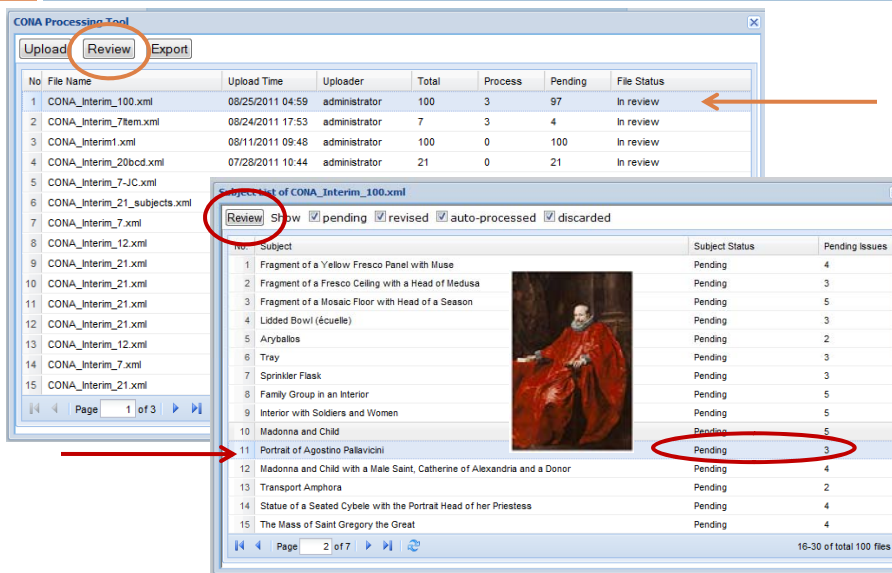 CONA Processing Tool
Upload Review Export
No File Name Upload Time Uploader Total Process Pending File Status
1 CONA_Interim_100.xml 08/25/2011 04:59 administrator 100 3 97 In review
2 CONA_Interim_7Item.xml 08/24/2011 17:53 administrator 7 3 4 In review
3 CONA_Interim1.xml 08/11/2011 09:48 administrator 100 0 100 In review
4 CONA_Interim_20bcd.xml 07/28/2011 10:44 administrator 21 0 21 In review
5 CONA_Interim_7-JC.xml
6 CONA_Interim_21_subjects.xml
7 CONA_Interim_7.xml
8 CONA_Interim_12.xml
9 CONA_Interim_21.xml
10 CONA_Interim_21.xml
11 CONA_Interim_21.xml
12 CONA_Interim_21.xml
13 CONA_Interim_12.xml
14 CONA_Interim_7.xml
15 CONA_Interim_21.xml
Page 1 of 3
Subject List of CONA_Interim_100.xml
Review Show pending revised auto-processed discarded
No. Subject Subject Status Pending Issues
1 Fragment of a Yellow Fresco Panel with Muse Pending 4
2 Fragment of a Fresco Ceiling with a Head of Medusa Pending 3
3 Fragment of a Mosaic Floor with Head of a Season Pending 5
4 Lidded Bowl (écuelle) Pending 3
5 Aryballos Pending 2
6 Tray Pending 3
7 Sprinkler Flask Pending 3
8 Family Group in an Interior Pending 5
9 Interior with Soldiers and Women Pending 5
10 Madonna and Child Pending 5
11 Portrait of Agostino Pallavicini Pending 3
12 Madonna and Child with a Male Saint, Catherine of Alexandria and a Donor Pending 4
13 Transport Amphora Pending 2
14 Statue of a Seated Cybele with the Portrait Head of her Priestess Pending 4
15 The Mass of Saint Gregory the Great Pending 4
Page 2 of 7 16-30 of total 100 files